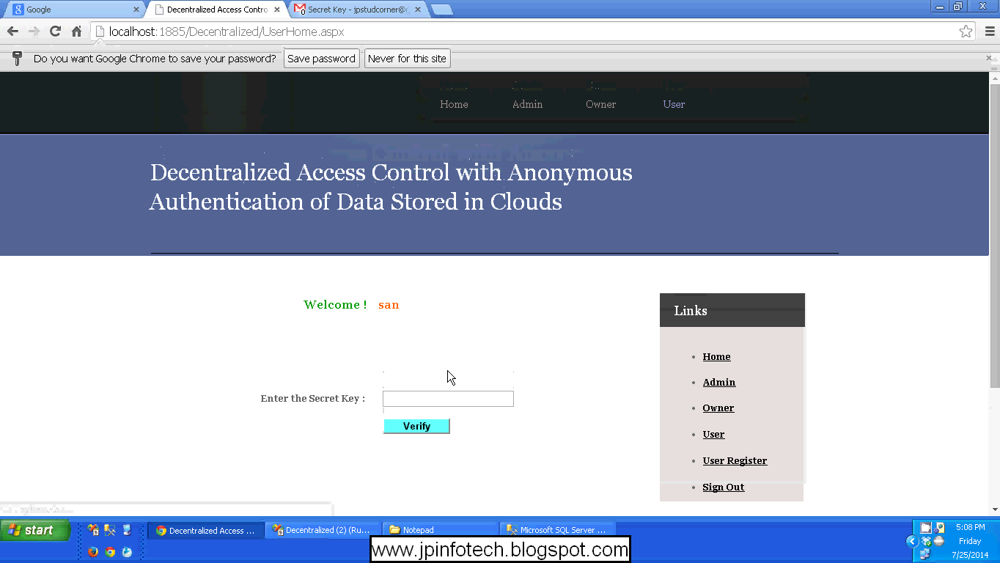 Google
Decentralized Access Contro
Secret Key - jpstudcorner@
localhost:1885/Decentralized/UserHome.aspx
Do you want Google Chrome to save your password?
Save password
Never for this site
Home
Admin
Owner
User
Decentralized Access Control with Anonymous
Authentication of Data Stored in Clouds
Welcome ! san
Links
Home
Admin
Owner
User
User Register
Sign Out
Enter the Secret Key :
Verify
start
Decentralized Access ...
Decentralized (2) (Ru...
Notepad
Microsoft SQL Server ...
5:08 PM
Friday
7/25/2014
www.jpinfotech.blogspot.com